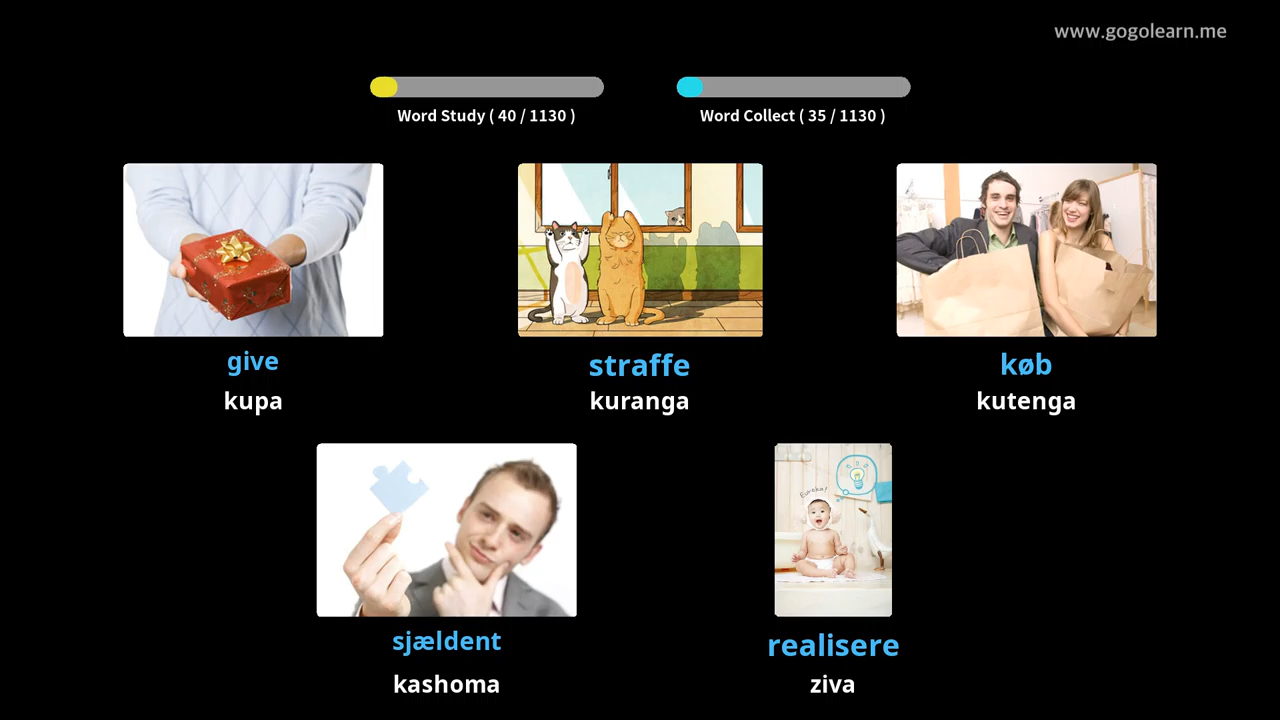 www.gogolearn.me
Word Study ( 40 / 1130 )
Word Collect ( 35 / 1130 )
give
kupa
straffe
kuranga
køb
kutenga
Eureka!
sjældent
kashoma
realisere
ziva